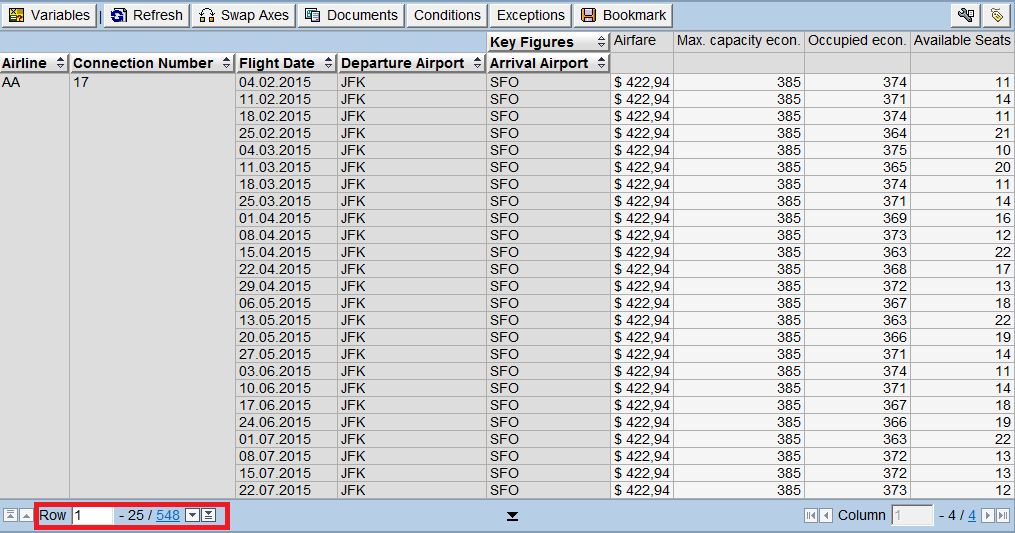 Variables | Refresh Swap Axes Documents Conditions Exceptions Bookmark
Key Figures Airfare Max. capacity econ. Occupied econ. Available Seats
Airline Connection Number Flight Date Departure Airport Arrival Airport
AA 17 04.02.2015 JFK SFO $ 422,94 385 374 11
11.02.2015 JFK SFO $ 422,94 385 371 14
18.02.2015 JFK SFO $ 422,94 385 374 11
25.02.2015 JFK SFO $ 422,94 385 364 21
04.03.2015 JFK SFO $ 422,94 385 375 10
11.03.2015 JFK SFO $ 422,94 385 365 20
18.03.2015 JFK SFO $ 422,94 385 374 11
25.03.2015 JFK SFO $ 422,94 385 371 14
01.04.2015 JFK SFO $ 422,94 385 369 16
08.04.2015 JFK SFO $ 422,94 385 373 12
15.04.2015 JFK SFO $ 422,94 385 363 22
22.04.2015 JFK SFO $ 422,94 385 368 17
29.04.2015 JFK SFO $ 422,94 385 372 13
06.05.2015 JFK SFO $ 422,94 385 367 18
13.05.2015 JFK SFO $ 422,94 385 363 22
20.05.2015 JFK SFO $ 422,94 385 366 19
27.05.2015 JFK SFO $ 422,94 385 371 14
03.06.2015 JFK SFO $ 422,94 385 374 11
10.06.2015 JFK SFO $ 422,94 385 371 14
17.06.2015 JFK SFO $ 422,94 385 367 18
24.06.2015 JFK SFO $ 422,94 385 366 19
01.07.2015 JFK SFO $ 422,94 385 363 22
08.07.2015 JFK SFO $ 422,94 385 372 13
15.07.2015 JFK SFO $ 422,94 385 372 13
22.07.2015 JFK SFO $ 422,94 385 373 12
Row 1 - 25 / 548 Column 1 - 4 / 4